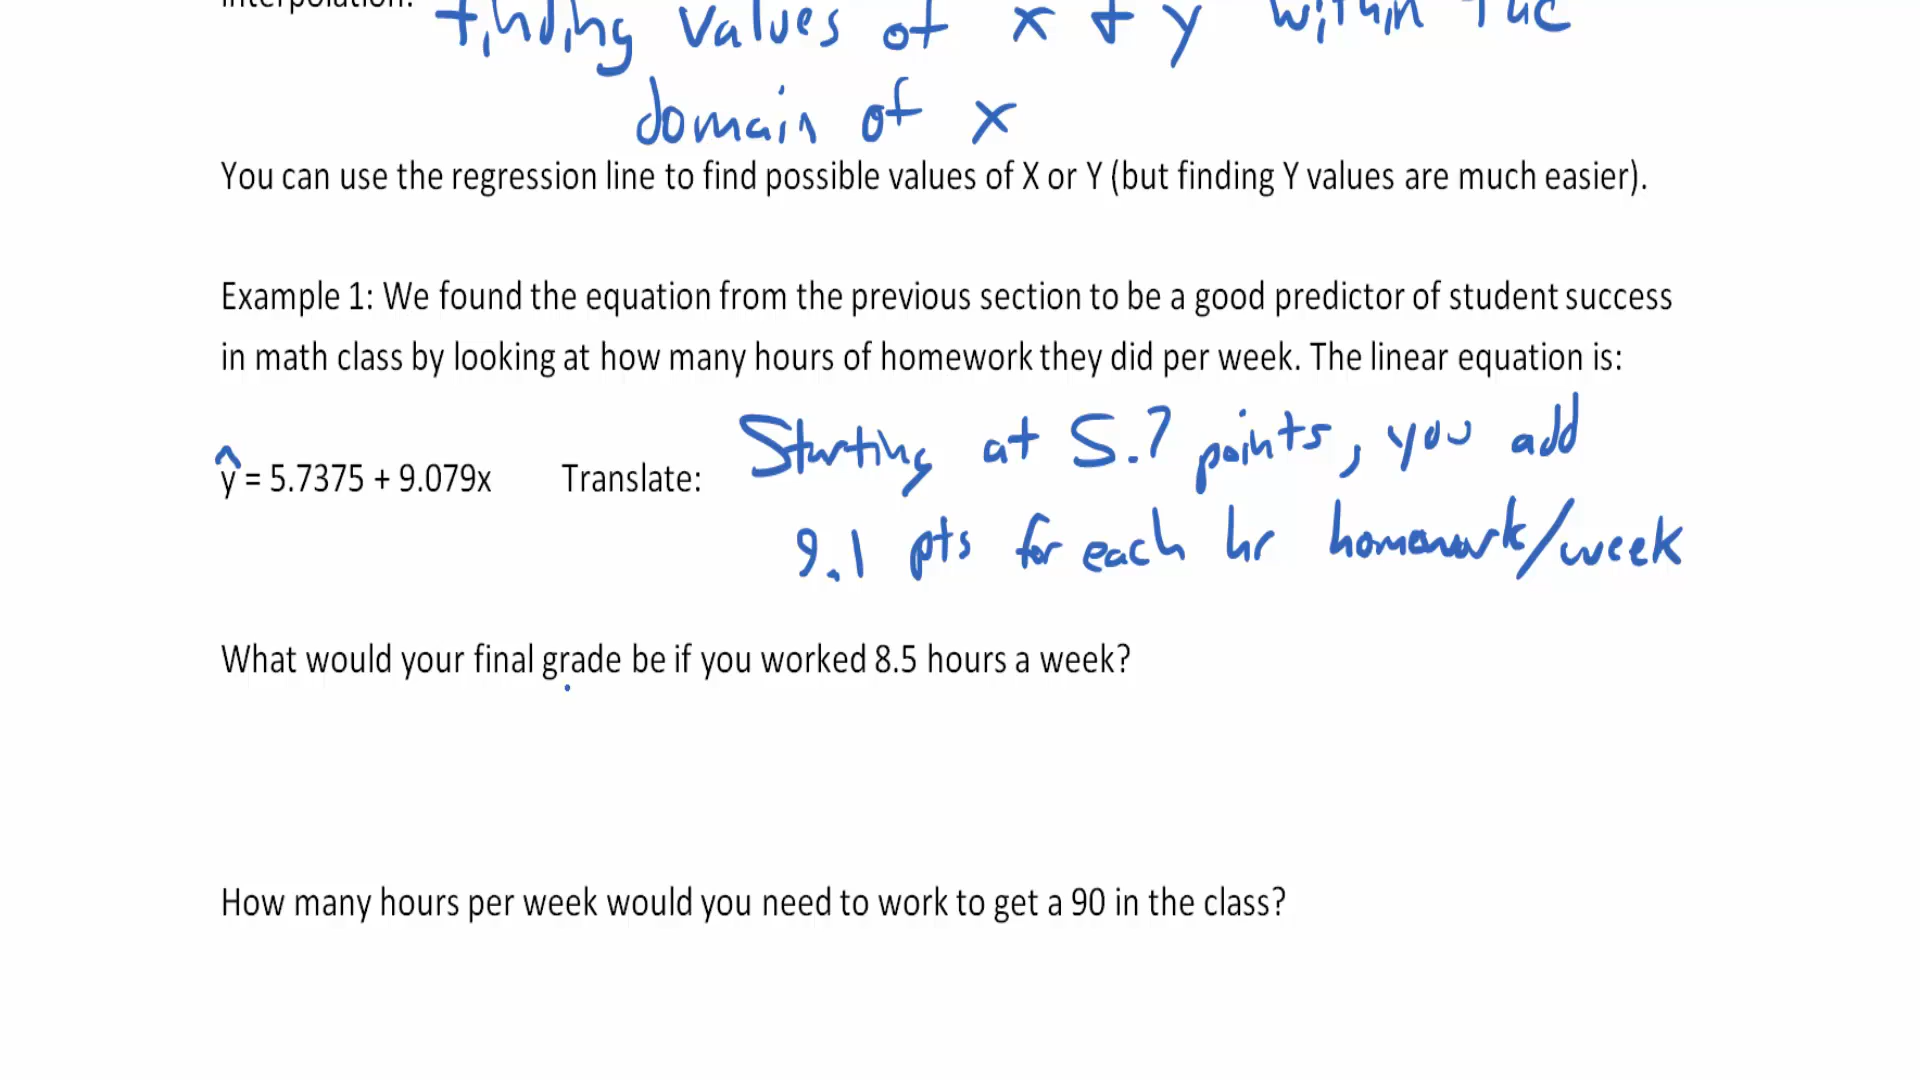 interpolation: finding values of x + y within the
domain of x
You can use the regression line to find possible values of X or Y (but finding Y values are much easier).
Example 1: We found the equation from the previous section to be a good predictor of student success
in math class by looking at how many hours of homework they did per week. The linear equation is:
ŷ = 5.7375 + 9.079x Translate: Starting at 5.7 points, you add
9.1 pts for each hr homework/week
What would your final grade be if you worked 8.5 hours a week?
How many hours per week would you need to work to get a 90 in the class?